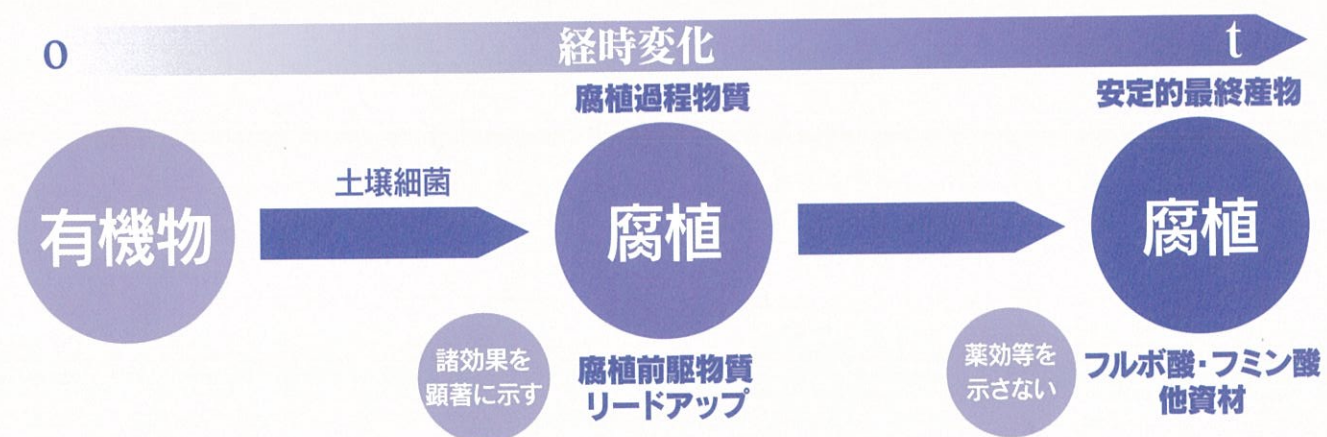 0
経時変化
t
腐植過程物質
安定的最終産物
有機物
土壌細菌
腐植
腐植
諸効果を
顕著に示す
腐植前駆物質
リードアップ
薬効等を
示さない
フルボ酸・フミン酸
他資材